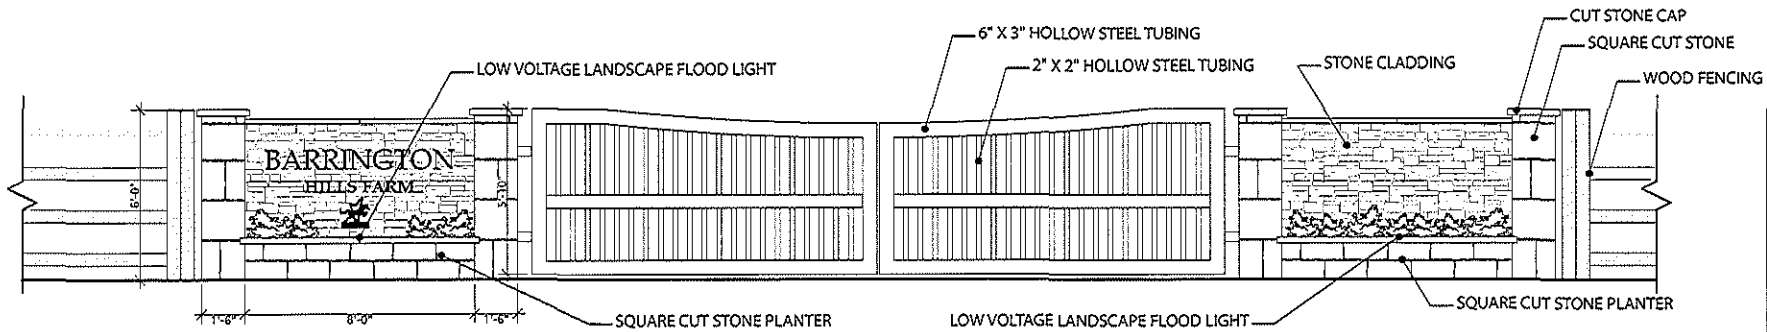 CUT STONE CAP
6" X 3" HOLLOW STEEL TUBING
SQUARE CUT STONE
LOW VOLTAGE LANDSCAPE FLOOD LIGHT
2" X 2" HOLLOW STEEL TUBING
STONE CLADDING
WOOD FENCING
BARRINGTON
HILLS FARM
6'-0"
5'-10"
SQUARE CUT STONE PLANTER
1'-6"
8'-0"
1'-6"
SQUARE CUT STONE PLANTER
LOW VOLTAGE LANDSCAPE FLOOD LIGHT